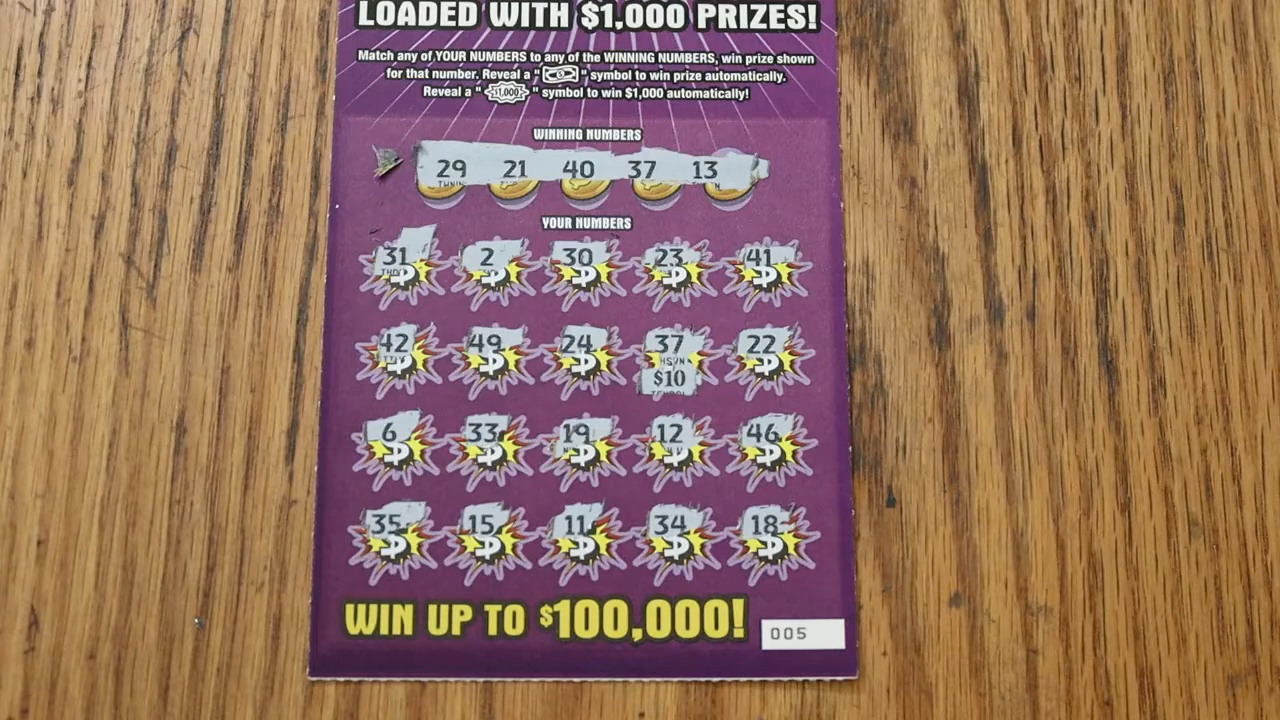 LOADED WITH $1,000 PRIZES!
Match any of YOUR NUMBERS to any of the WINNING NUMBERS, win prize shown
for that number. Reveal a " " symbol to win prize automatically.
Reveal a " $1,000 " symbol to win $1,000 automatically!
WINNING NUMBERS
29 21 40 37 13
YOUR NUMBERS
31 2 30 23 41
42 49 24 37 22
$10
6 33 19 12 46
35 15 11 34 18
WIN UP TO $100,000!
005